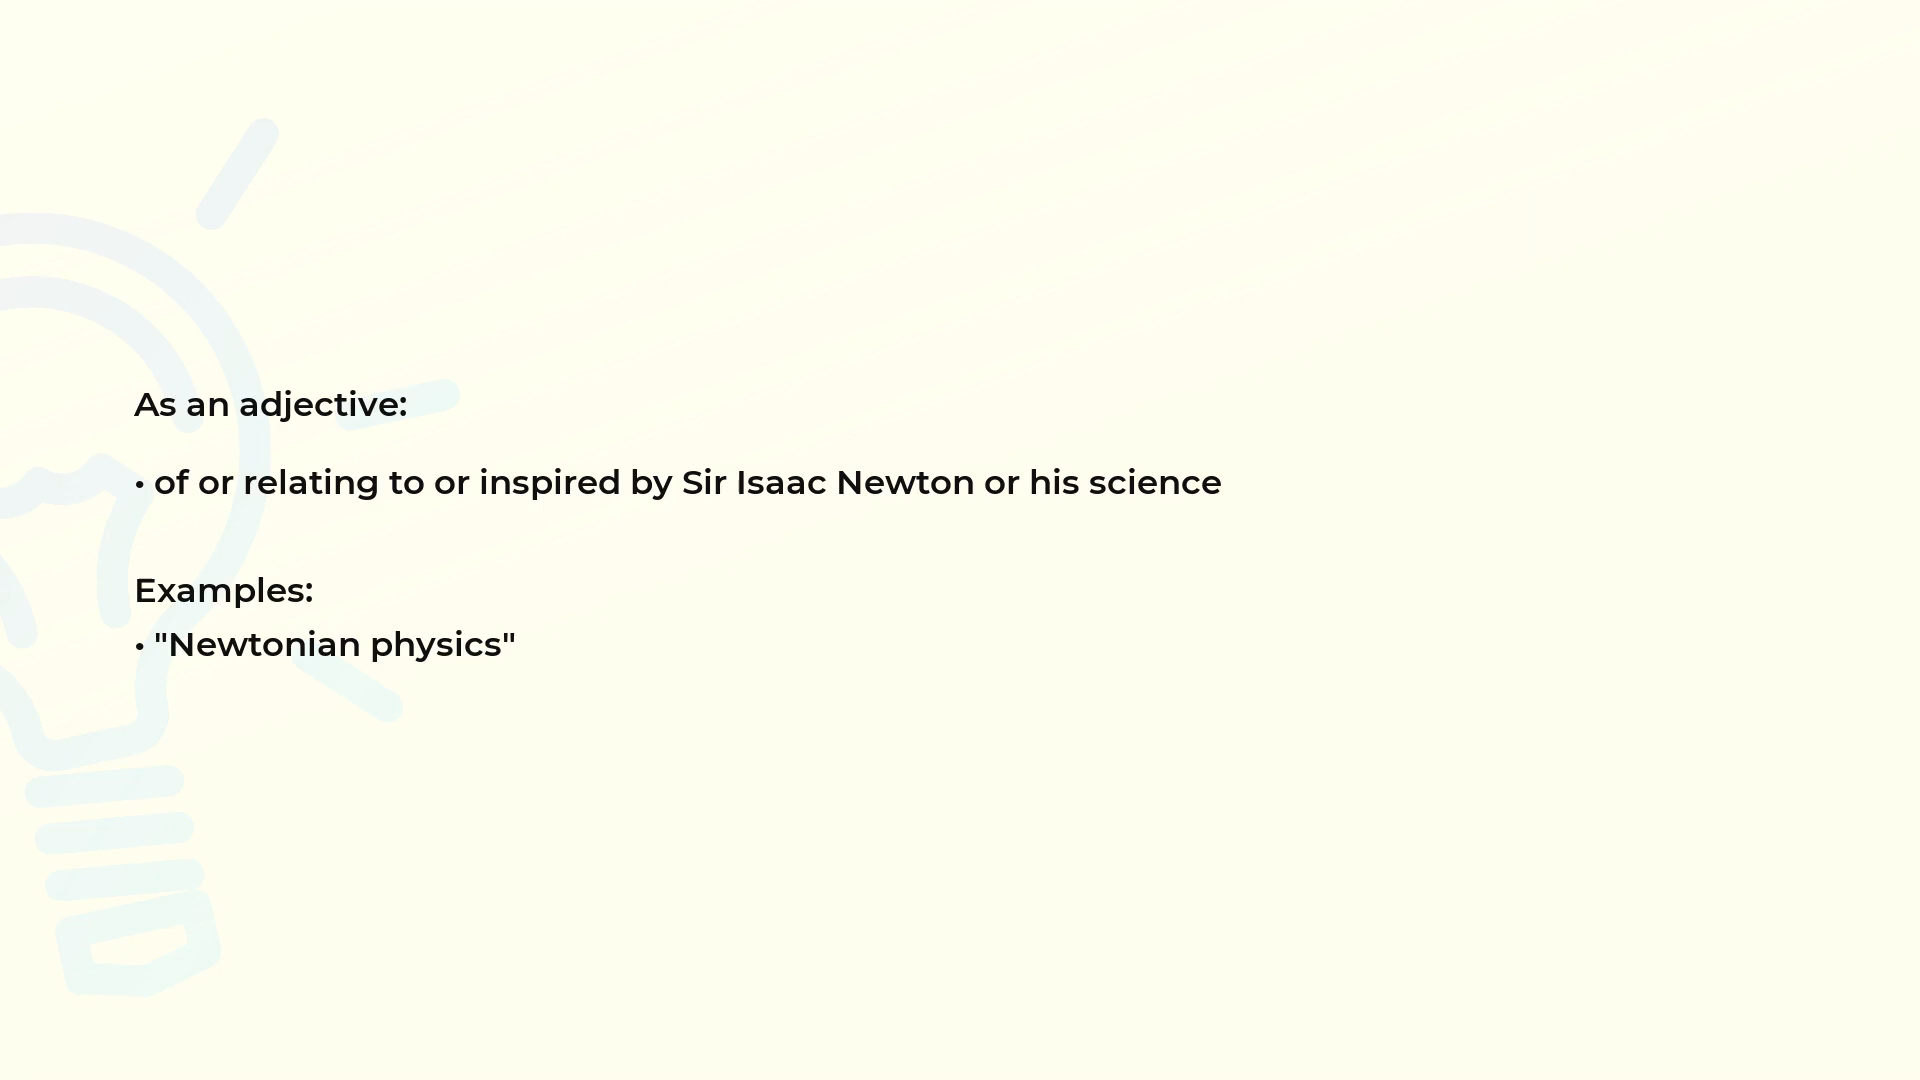 As an adjective:
• of or relating to or inspired by Sir Isaac Newton or his science
Examples:
• "Newtonian physics"